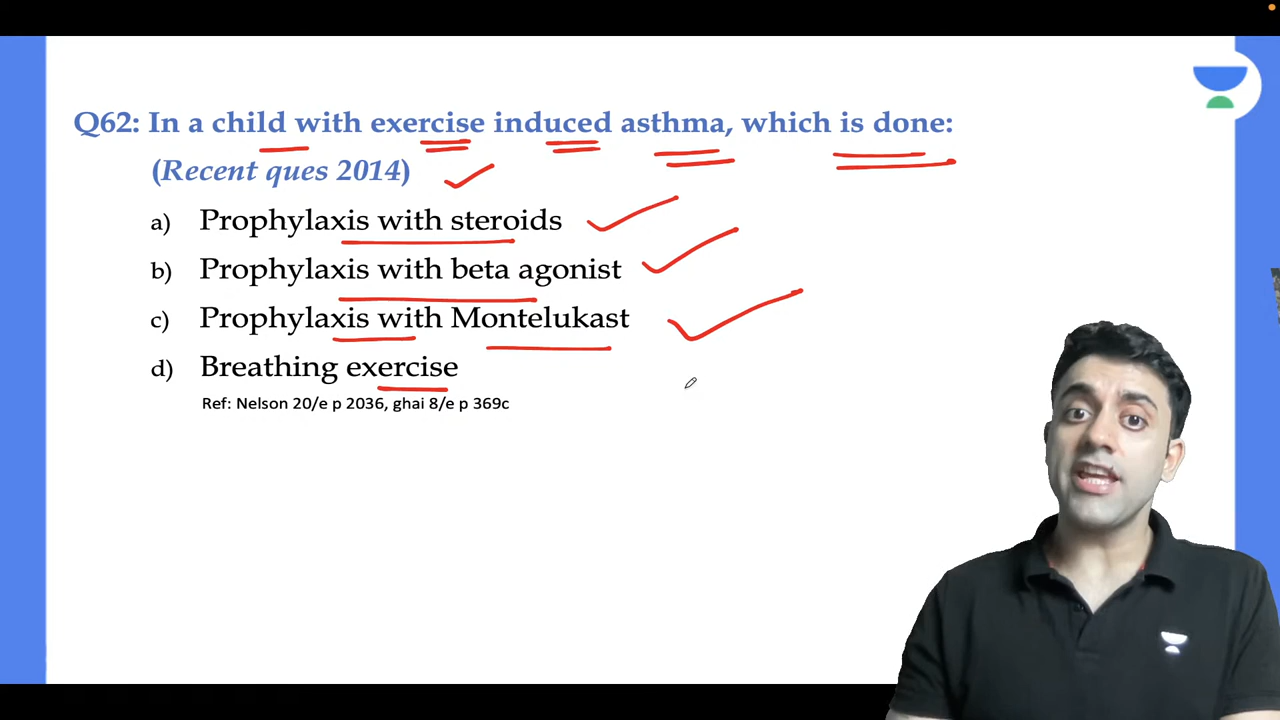 Q62: In a child with exercise induced asthma, which is done:
(Recent ques 2014)
a) Prophylaxis with steroids
b) Prophylaxis with beta agonist
c) Prophylaxis with Montelukast
d) Breathing exercise
Ref: Nelson 20/e p 2036, ghai 8/e p 369c